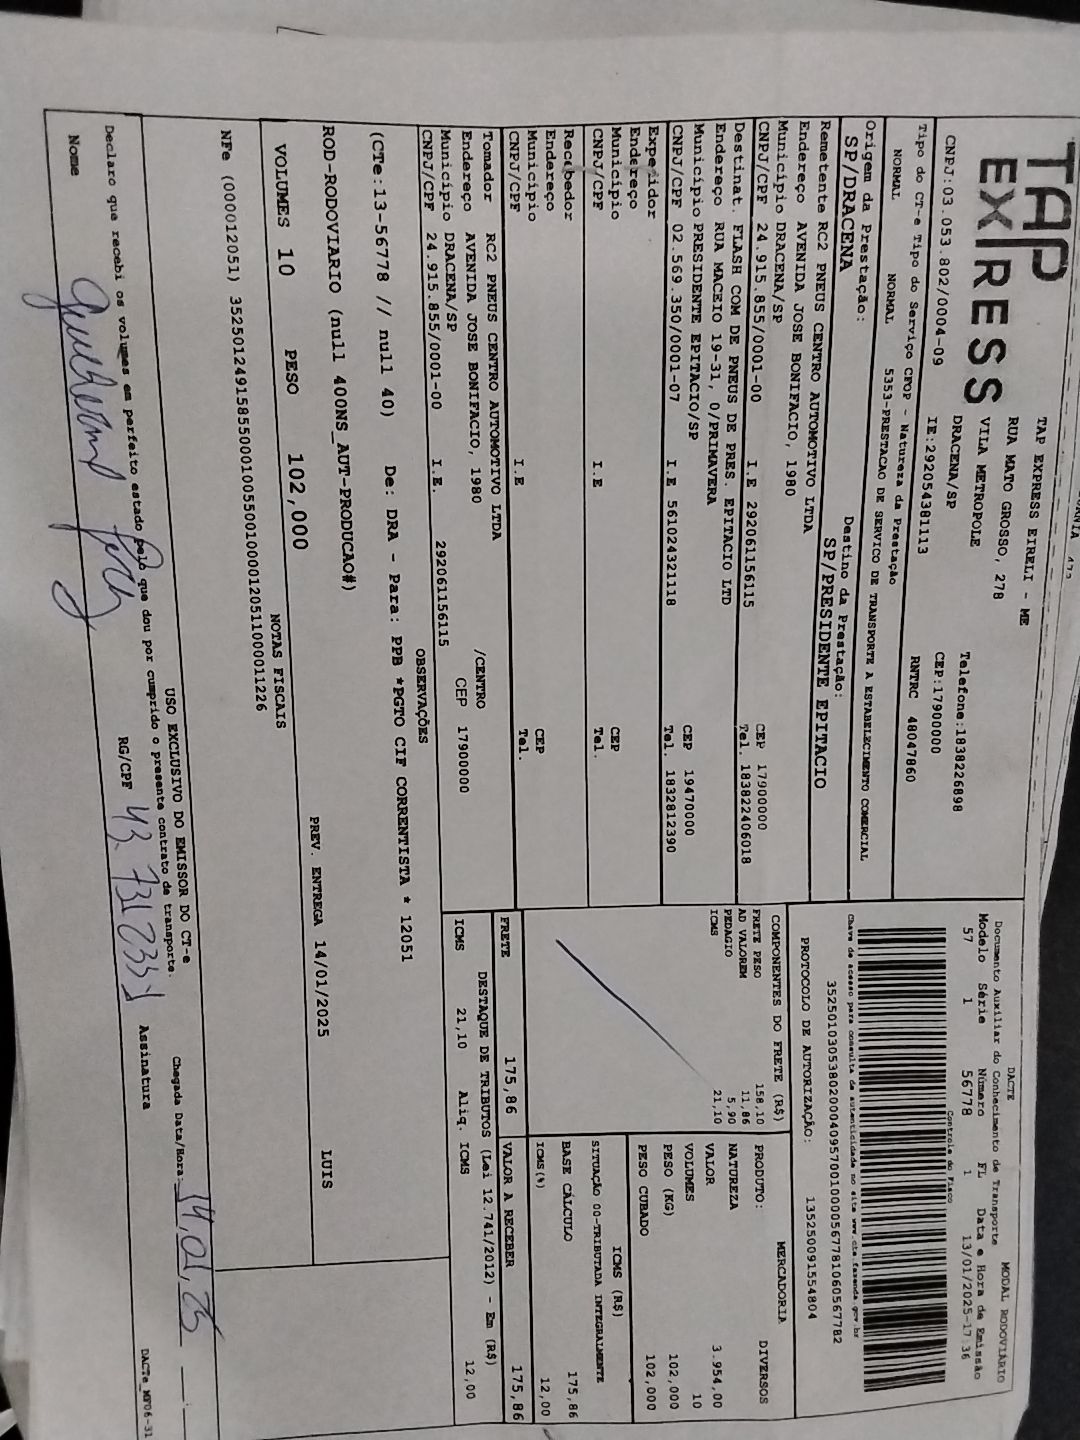 TAP
EXPRESS
TAP EXPRESS EIRELI - ME
RUA MATO GROSSO, 278
VILA METROPOLE
DRACENA/SP
Telefone:1838226898
CNPJ:03.053.802/0004-09
IE:292054381113
CEP:17900000
RNTRC 48047860
Tipo do CT-e Tipo do Serviço CFOP - Natureza da Prestação
NORMAL NORMAL 5353-PRESTACAO DE SERVICO DE TRANSPORTE A ESTABELECIMENTO COMERCIAL
Origem da Prestação: Destino da Prestação:
SP/DRACENA SP/PRESIDENTE EPITACIO
Remetente RC2 PNEUS CENTRO AUTOMOTIVO LTDA
Endereço AVENIDA JOSE BONIFACIO, 1980
Município DRACENA/SP CEP 17900000
CNPJ/CPF 24.915.855/0001-00 I.E 292061156115 Tel. 183822406018
Destinat. FLASH COM DE PNEUS DE PRES. EPITACIO LTD
Endereço RUA MACEIO 19-31, 0/PRIMAVERA
Município PRESIDENTE EPITACIO/SP CEP 19470000
CNPJ/CPF 02.569.350/0001-07 I.E 561024321118 Tel. 1832812390
Expedidor
Endereço
Município CEP
CNPJ/CPF I.E Tel.
Recebedor
Endereço
Município CEP
CNPJ/CPF I.E Tel.
Tomador RC2 PNEUS CENTRO AUTOMOTIVO LTDA
Endereço AVENIDA JOSE BONIFACIO, 1980 /CENTRO
Município DRACENA/SP CEP 17900000
CNPJ/CPF 24.915.855/0001-00 I.E. 292061156115
DACTE MODAL RODOVIÁRIO
Documento Auxiliar do Conhecimento de Transporte
Modelo Série Número FL Data e Hora de Emissão
57 1 56778 1 13/01/2025-17:36
Controle do Fisco
Chave de acesso para consulta de autenticidade no site www.cte.fazenda.gov.br
35250103053802000409570010000567781060567782
PROTOCOLO DE AUTORIZAÇÃO: 135250091554804
COMPONENTES DO FRETE (R$)
FRETE PESO 158,10
AD VALOREM 11,86
PEDAGIO 5,90
ICMS 21,10
FRETE 175,86
MERCADORIA
PRODUTO: DIVERSOS
NATUREZA
VALOR 3.954,00
VOLUMES 10
PESO (KG) 102,000
PESO CUBADO 102,000
ICMS (R$)
SITUAÇÃO 00-TRIBUTADA INTEGRALMENTE
BASE CÁLCULO 175,86
ICMS(%) 12,00
VALOR A RECEBER 175,86
DESTAQUE DE TRIBUTOS (Lei 12.741/2012) - Em (R$)
ICMS 21,10 Aliq. ICMS 12,00
OBSERVAÇÕES
(CTe:13-56778 // null 40) De: DRA - Para: PPB *PGTO CIF CORRENTISTA * 12051
ROD-RODOVIARIO (null 400NS_AUT-PRODUCAO#)
PREV. ENTREGA 14/01/2025 LUIS
VOLUMES 10 PESO 102,000
NOTAS FISCAIS
NFe (000012051) 35250124915855000100550010000120511000011226
USO EXCLUSIVO DO EMISSOR DO CT-e
Declaro que recebi os volumes em perfeito estado pelo que dou por cumprido o presente contrato de transporte.
Chegada Data/Hora: 14,01,25
Nome RG/CPF Assinatura
DACTe_MF06-31